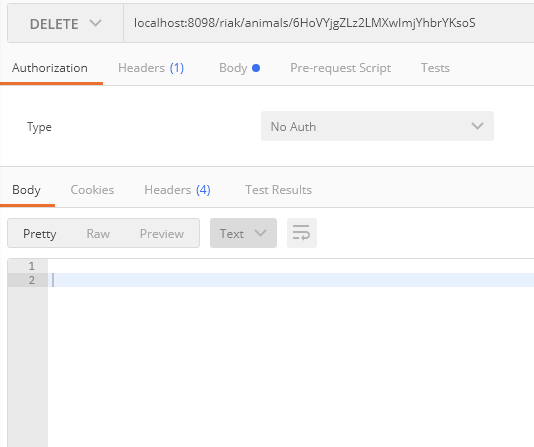 DELETE localhost:8098/riak/animals/6HoVYjgZLz2LMXwImjYhbrYKsoS
Authorization Headers (1) Body Pre-request Script Tests
Type No Auth
Body Cookies Headers (4) Test Results
Pretty Raw Preview Text
1
2